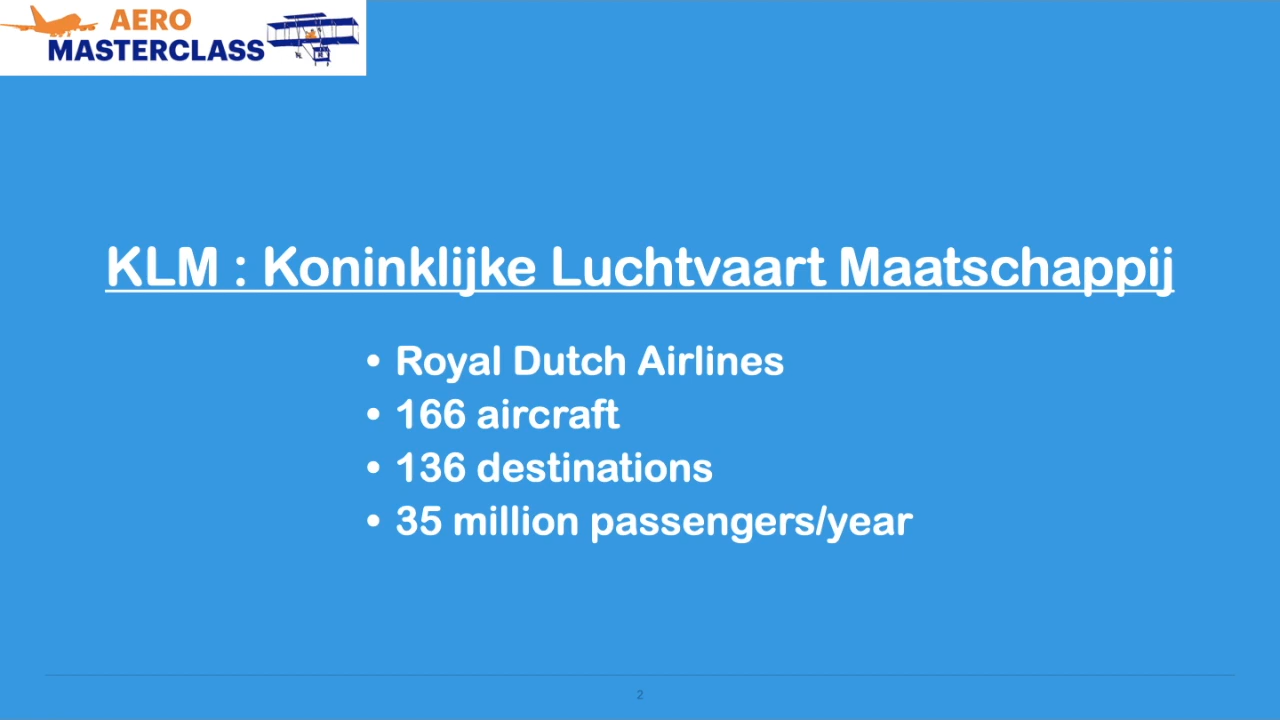 AERO
MASTERCLASS
KLM : Koninklijke Luchtvaart Maatschappij
• Royal Dutch Airlines
• 166 aircraft
• 136 destinations
• 35 million passengers/year
2